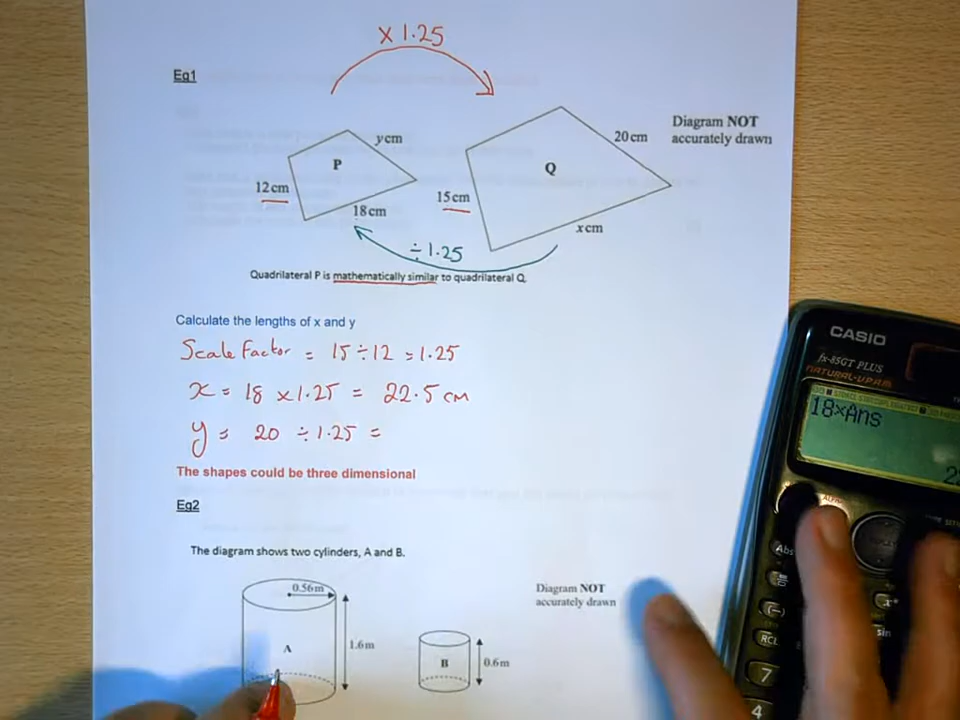 × 1.25
Eg1
Diagram NOT
accurately drawn
y cm
20 cm
P
Q
12 cm
15 cm
18 cm
x cm
÷ 1.25
Quadrilateral P is mathematically similar to quadrilateral Q.
Calculate the lengths of x and y
Scale Factor = 15 ÷ 12 = 1.25
x = 18 × 1.25 = 22.5 cm
y = 20 ÷ 1.25 =
The shapes could be three dimensional
Eg2
The diagram shows two cylinders, A and B.
Diagram NOT
accurately drawn
0.56m
1.6m
A
B
0.6m
CASIO
fx-85GT PLUS
NATURAL-V.P.A.M.
18×Ans
Abs
sin
RCL
7
4